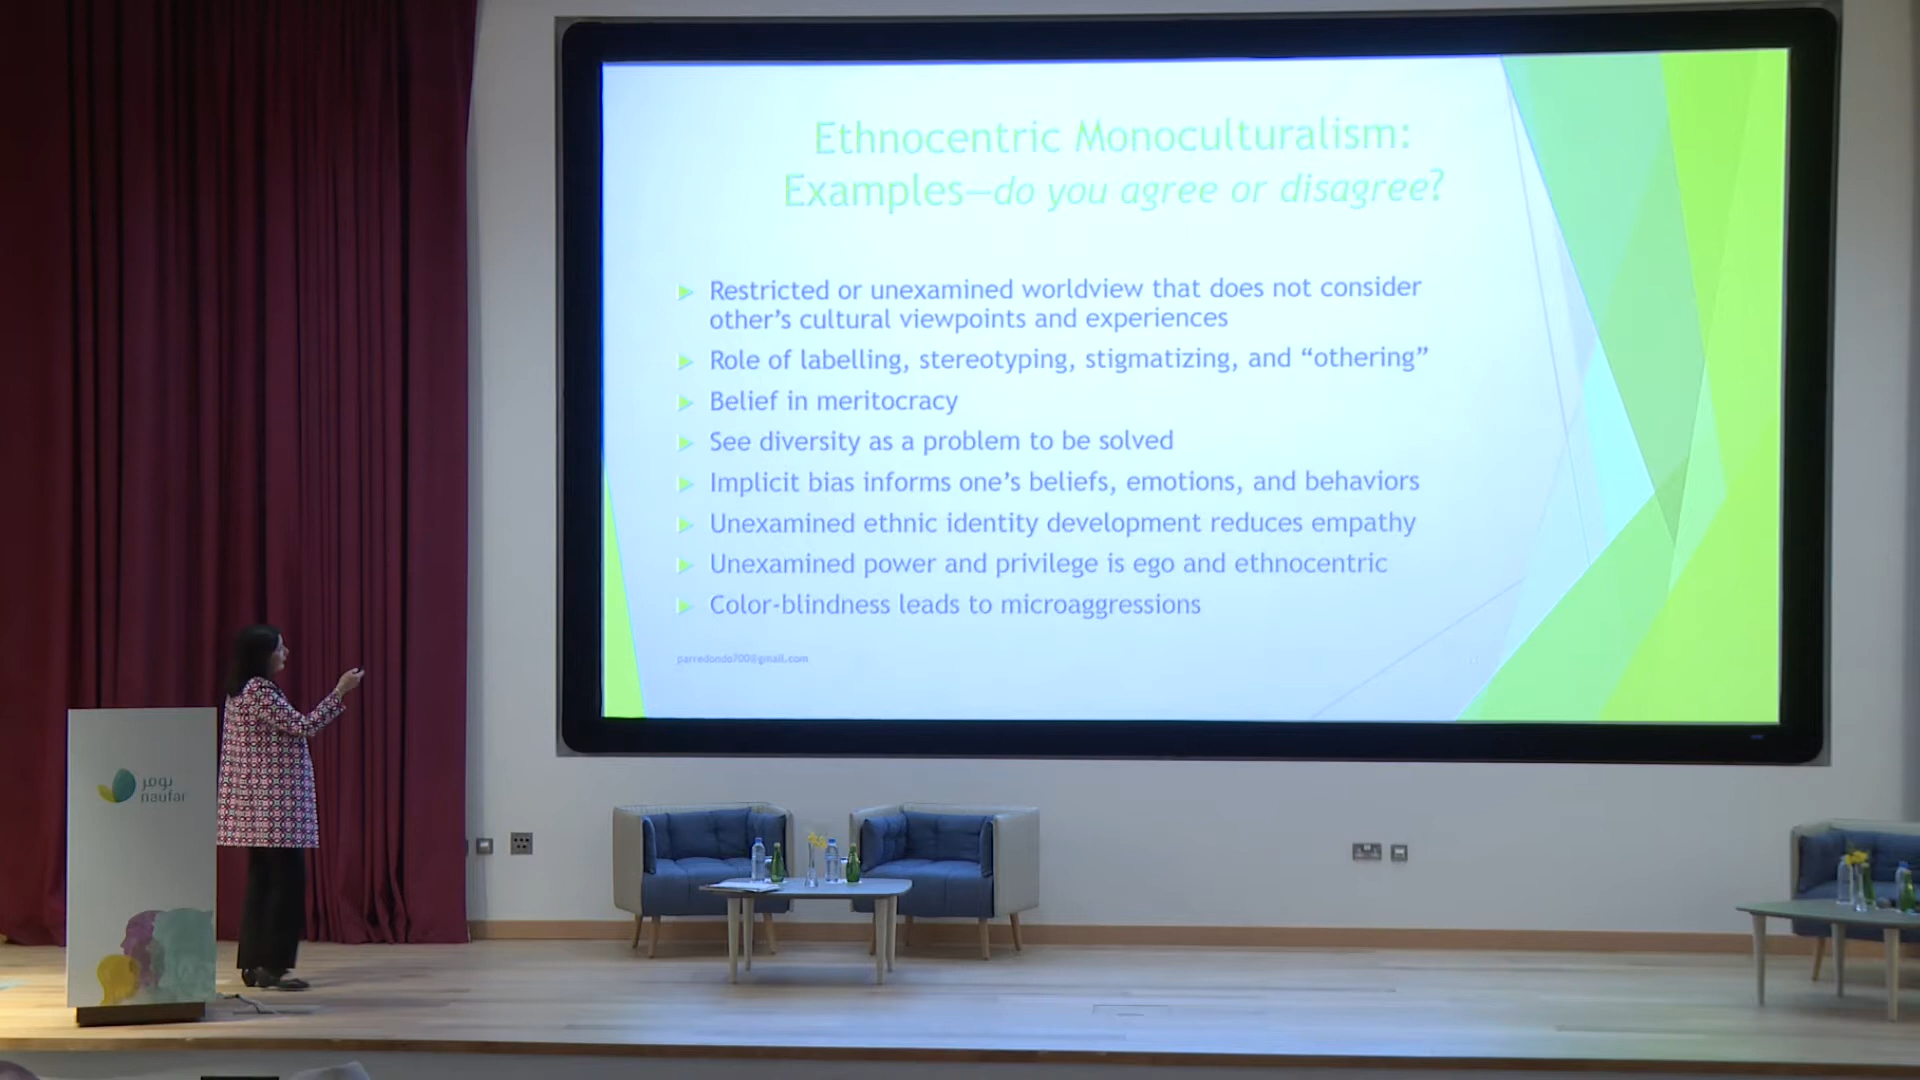 Ethnocentric Monoculturalism:
Examples—do you agree or disagree?
Restricted or unexamined worldview that does not consider
other’s cultural viewpoints and experiences
Role of labelling, stereotyping, stigmatizing, and “othering”
Belief in meritocracy
See diversity as a problem to be solved
Implicit bias informs one’s beliefs, emotions, and behaviors
Unexamined ethnic identity development reduces empathy
Unexamined power and privilege is ego and ethnocentric
Color-blindness leads to microaggressions
parredondo700@gmail.com
نوفر
naufar